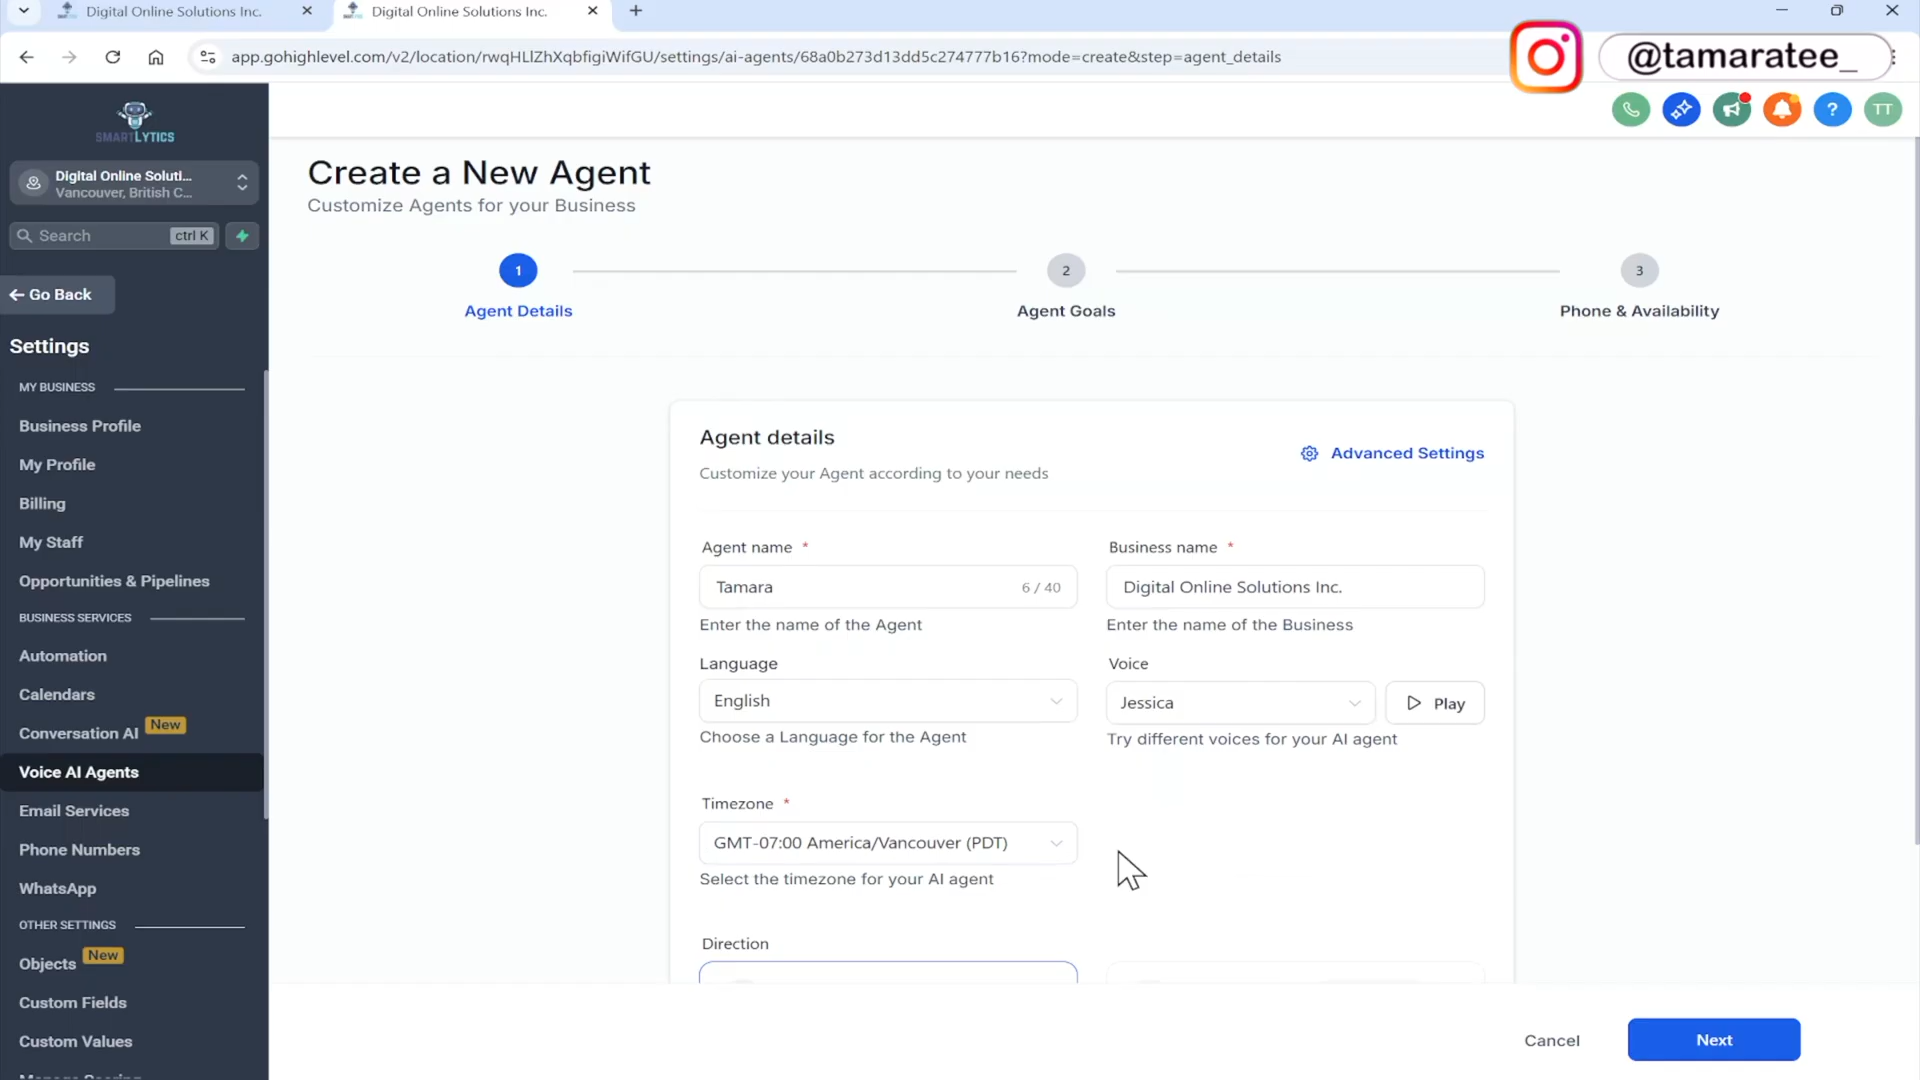 Digital Online Solutions Inc.
Digital Online Solutions Inc.
app.gohighlevel.com/v2/location/rwqHLlZhXqbfigiWifGU/settings/ai-agents/68a0b273d13dd5c274777b16?mode=create&step=agent_details
@tamaratee_
SMARTLYTICS
TT
Digital Online Soluti...
Vancouver, British C...
Search
ctrl K
Go Back
Settings
MY BUSINESS
Business Profile
My Profile
Billing
My Staff
Opportunities & Pipelines
BUSINESS SERVICES
Automation
Calendars
Conversation AI New
Voice AI Agents
Email Services
Phone Numbers
WhatsApp
OTHER SETTINGS
Objects New
Custom Fields
Custom Values
Create a New Agent
Customize Agents for your Business
1
2
3
Agent Details
Agent Goals
Phone & Availability
Agent details
Customize your Agent according to your needs
Advanced Settings
Agent name *
Business name *
Tamara
6 / 40
Digital Online Solutions Inc.
Enter the name of the Agent
Enter the name of the Business
Language
Voice
English
Jessica
Play
Choose a Language for the Agent
Try different voices for your AI agent
Timezone *
GMT-07:00 America/Vancouver (PDT)
Select the timezone for your AI agent
Direction
Cancel
Next